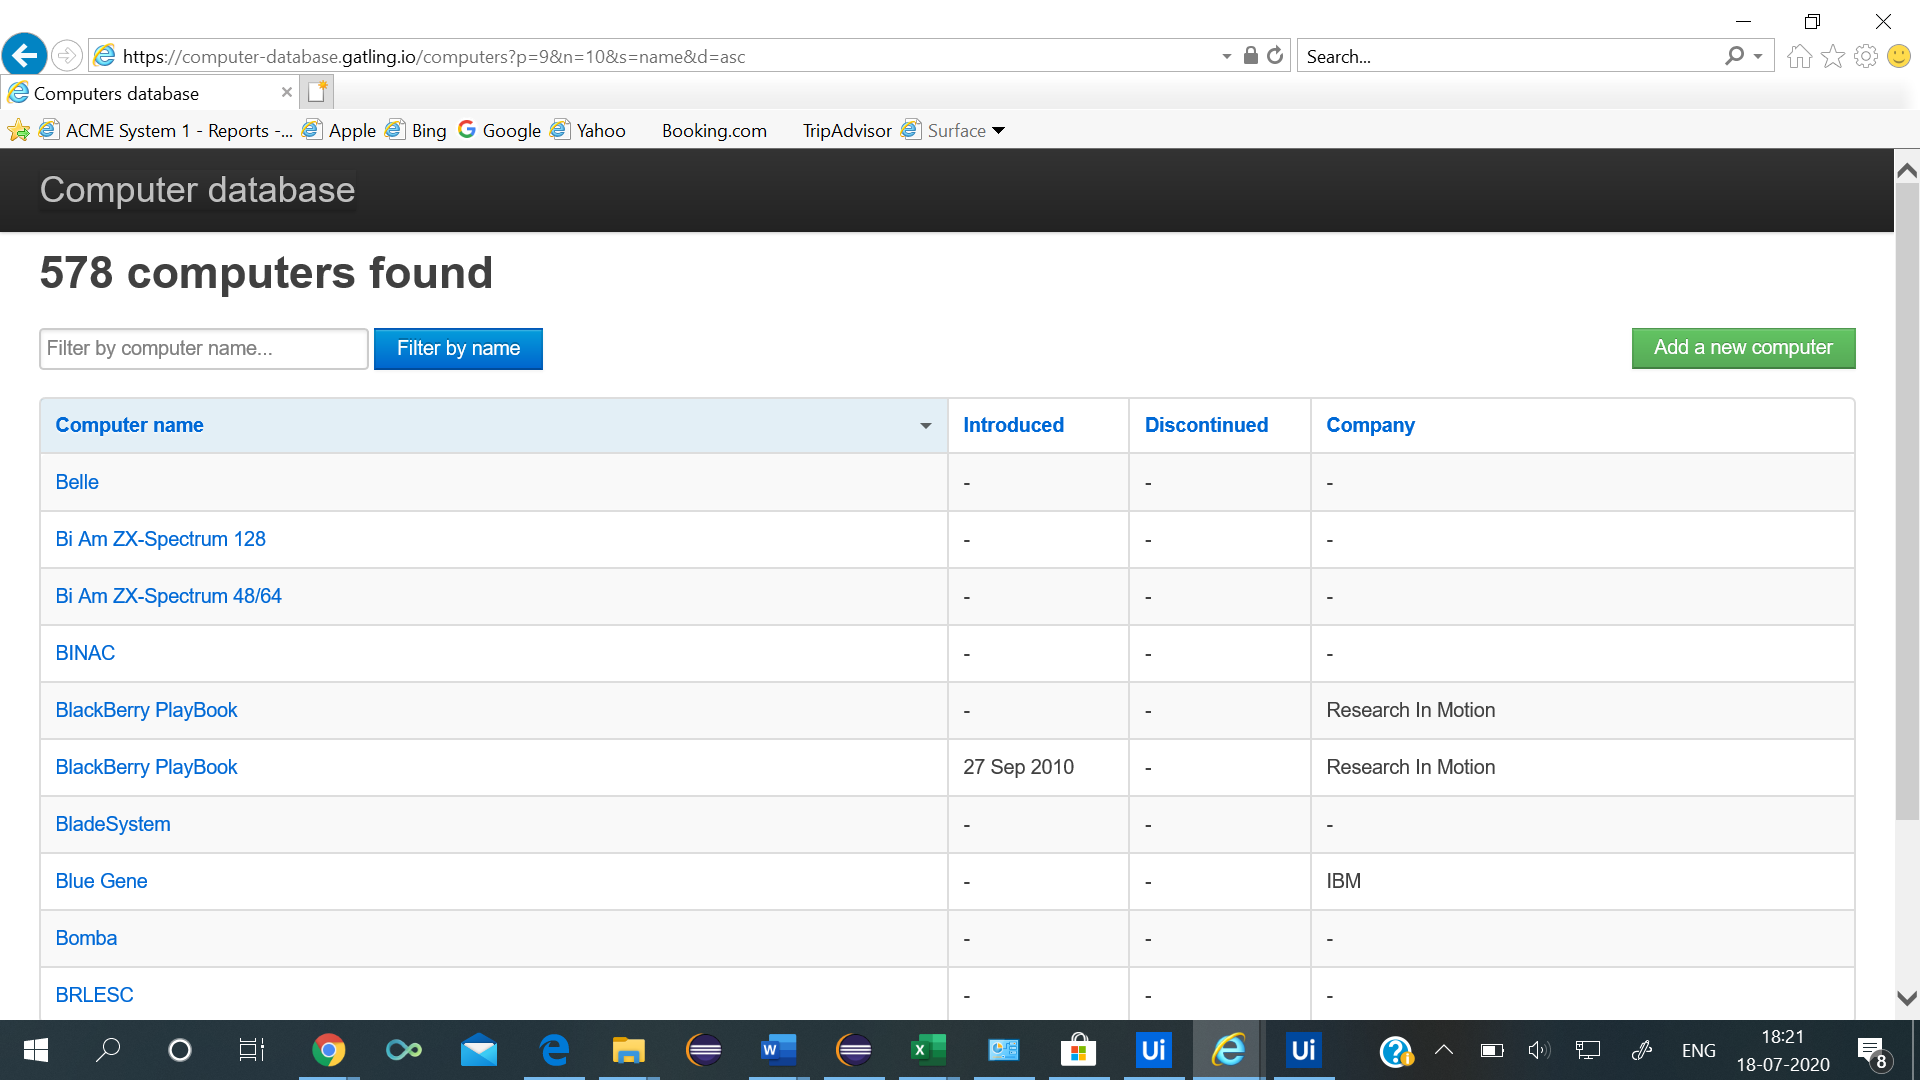 https://computer-database.gatling.io/computers?p=9&n=10&s=name&d=asc
Search...
Computers database
ACME System 1 - Reports -... Apple Bing Google Yahoo Booking.com TripAdvisor Surface
Computer database
578 computers found
Filter by computer name... Filter by name Add a new computer
Computer name Introduced Discontinued Company
Belle - - -
Bi Am ZX-Spectrum 128 - - -
Bi Am ZX-Spectrum 48/64 - - -
BINAC - - -
BlackBerry PlayBook - - Research In Motion
BlackBerry PlayBook 27 Sep 2010 - Research In Motion
BladeSystem - - -
Blue Gene - - IBM
Bomba - - -
BRLESC - - -
ENG
18:21
18-07-2020
8